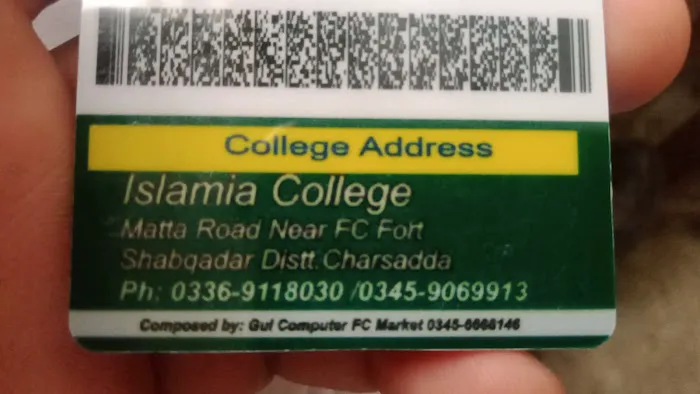 College Address
Islamia College
Matta Road Near FC Fort
Shabqadar Distt.Charsadda
Ph: 0336-9118030 /0345-9069913
Composed by: Gul Computer FC Market 0345-6668146